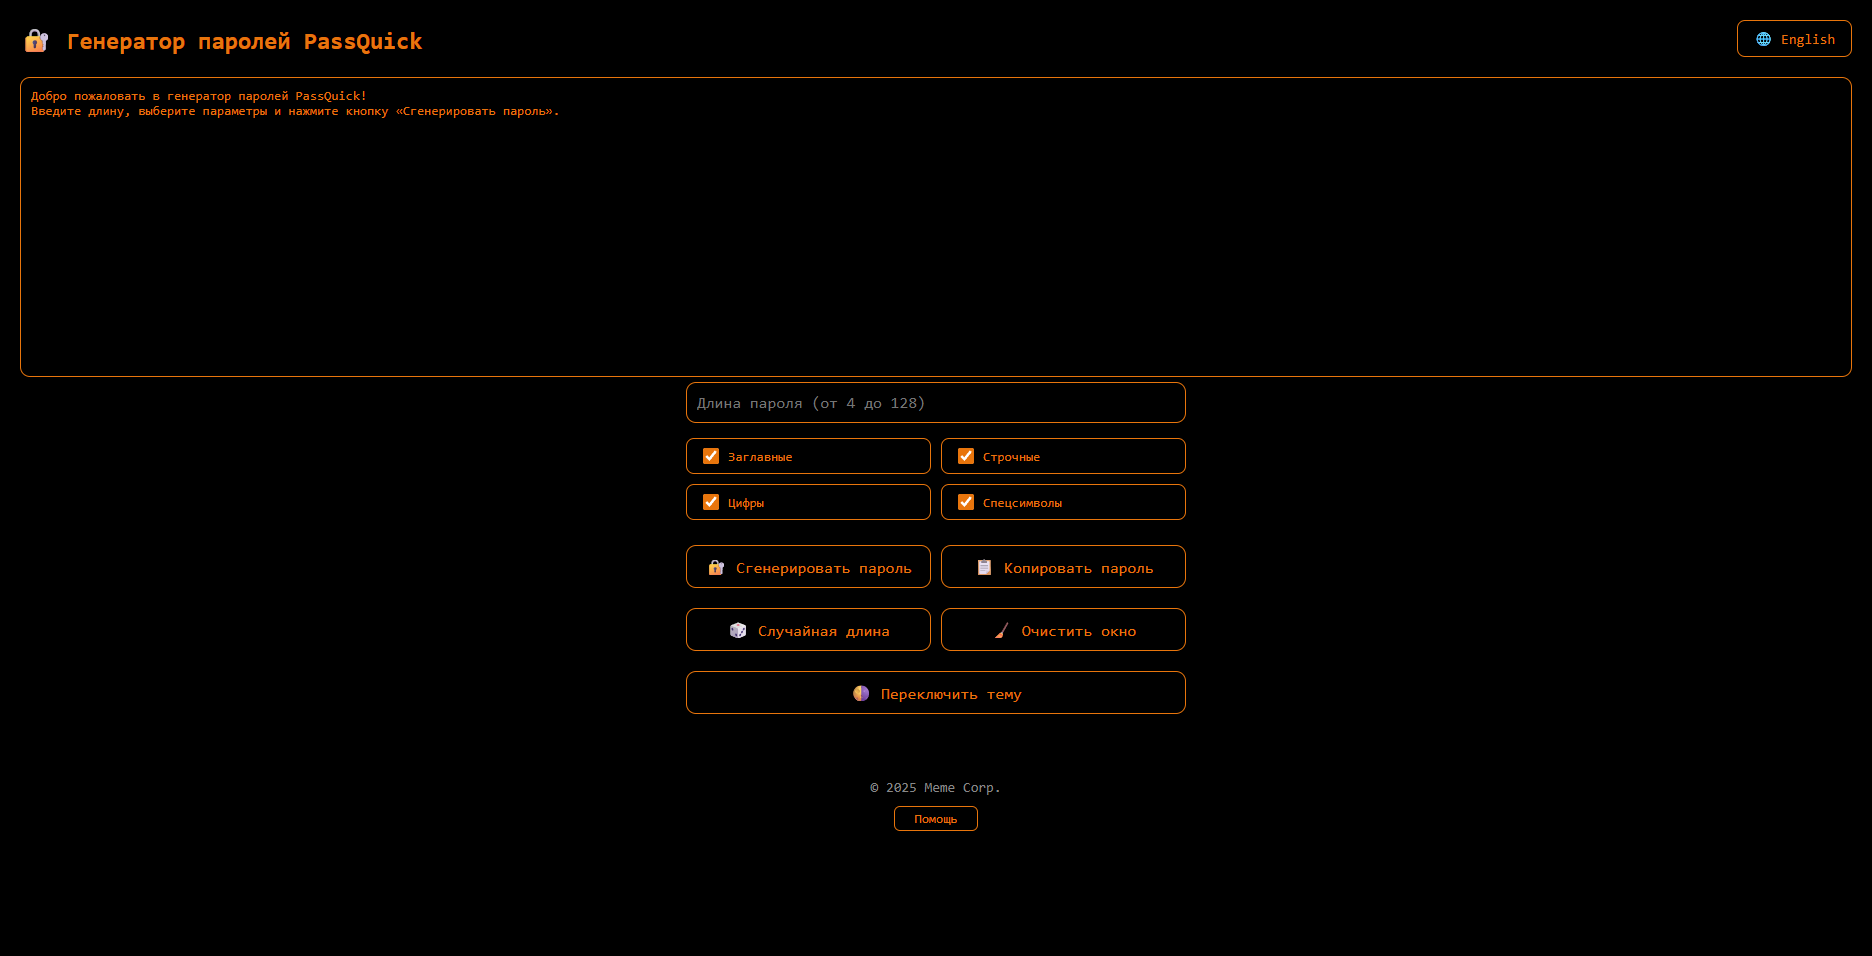 Генератор паролей PassQuick
English
Добро пожаловать в генератор паролей PassQuick!
Введите длину, выберите параметры и нажмите кнопку «Сгенерировать пароль».
Длина пароля (от 4 до 128)
Заглавные
Строчные
Цифры
Спецсимволы
Сгенерировать пароль
Копировать пароль
Случайная длина
Очистить окно
Переключить тему
© 2025 Meme Corp.
Помощь